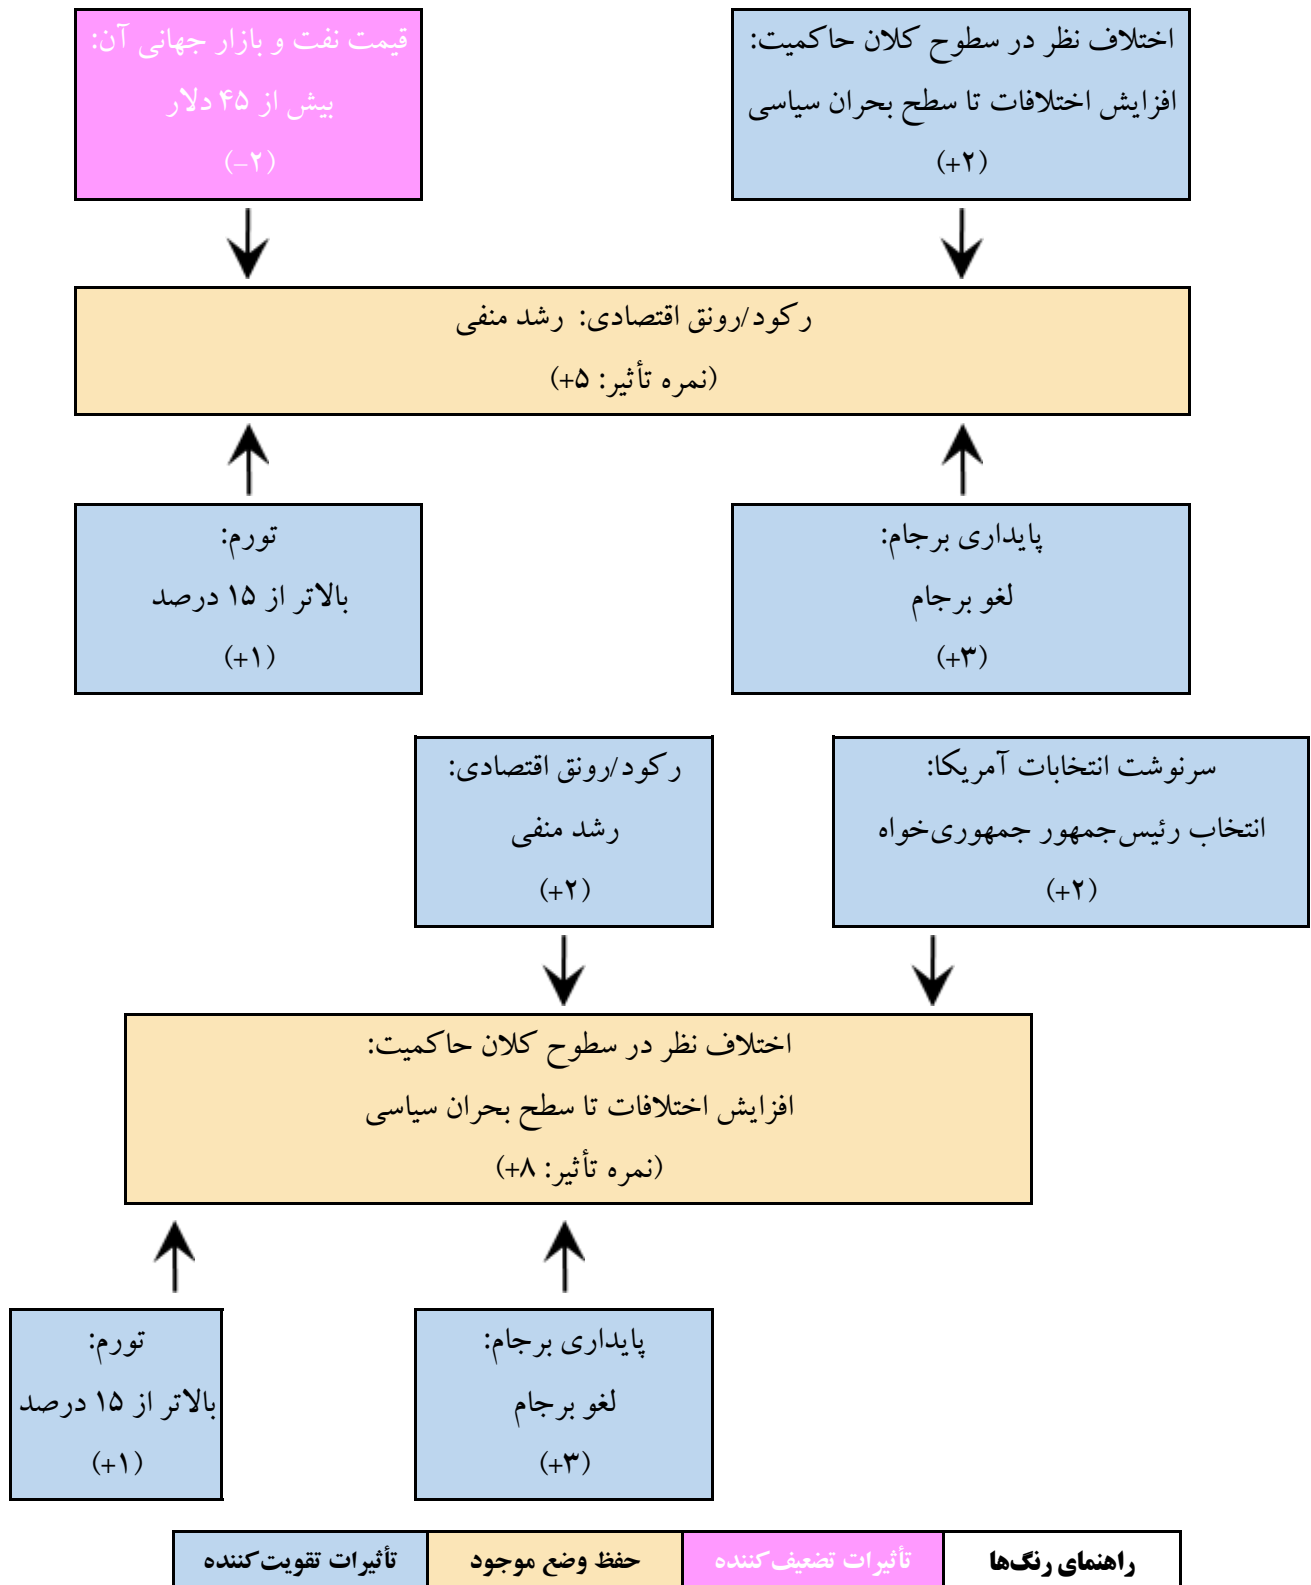 اختلاف نظر در سطوح کلان حاکمیت:
افزایش اختلافات تا سطح بحران سیاسی
(+۲)
قیمت نفت و بازار جهانی آن:
بیش از ۴۵ دلار
(−۲)
رکود/رونق اقتصادی: رشد منفی
(نمره تأثیر: ۵+)
پایداری برجام:
لغو برجام
(+۳)
تورم:
بالاتر از ۱۵ درصد
(+۱)
سرنوشت انتخابات آمریکا:
انتخاب رئیس‌جمهور جمهوری‌خواه
(+۲)
رکود/رونق اقتصادی:
رشد منفی
(+۲)
اختلاف نظر در سطوح کلان حاکمیت:
افزایش اختلافات تا سطح بحران سیاسی
(نمره تأثیر: ۸+)
پایداری برجام:
لغو برجام
(+۳)
تورم:
بالاتر از ۱۵ درصد
(+۱)
راهنمای رنگ‌ها
تأثیرات تضعیف‌کننده
حفظ وضع موجود
تأثیرات تقویت‌کننده